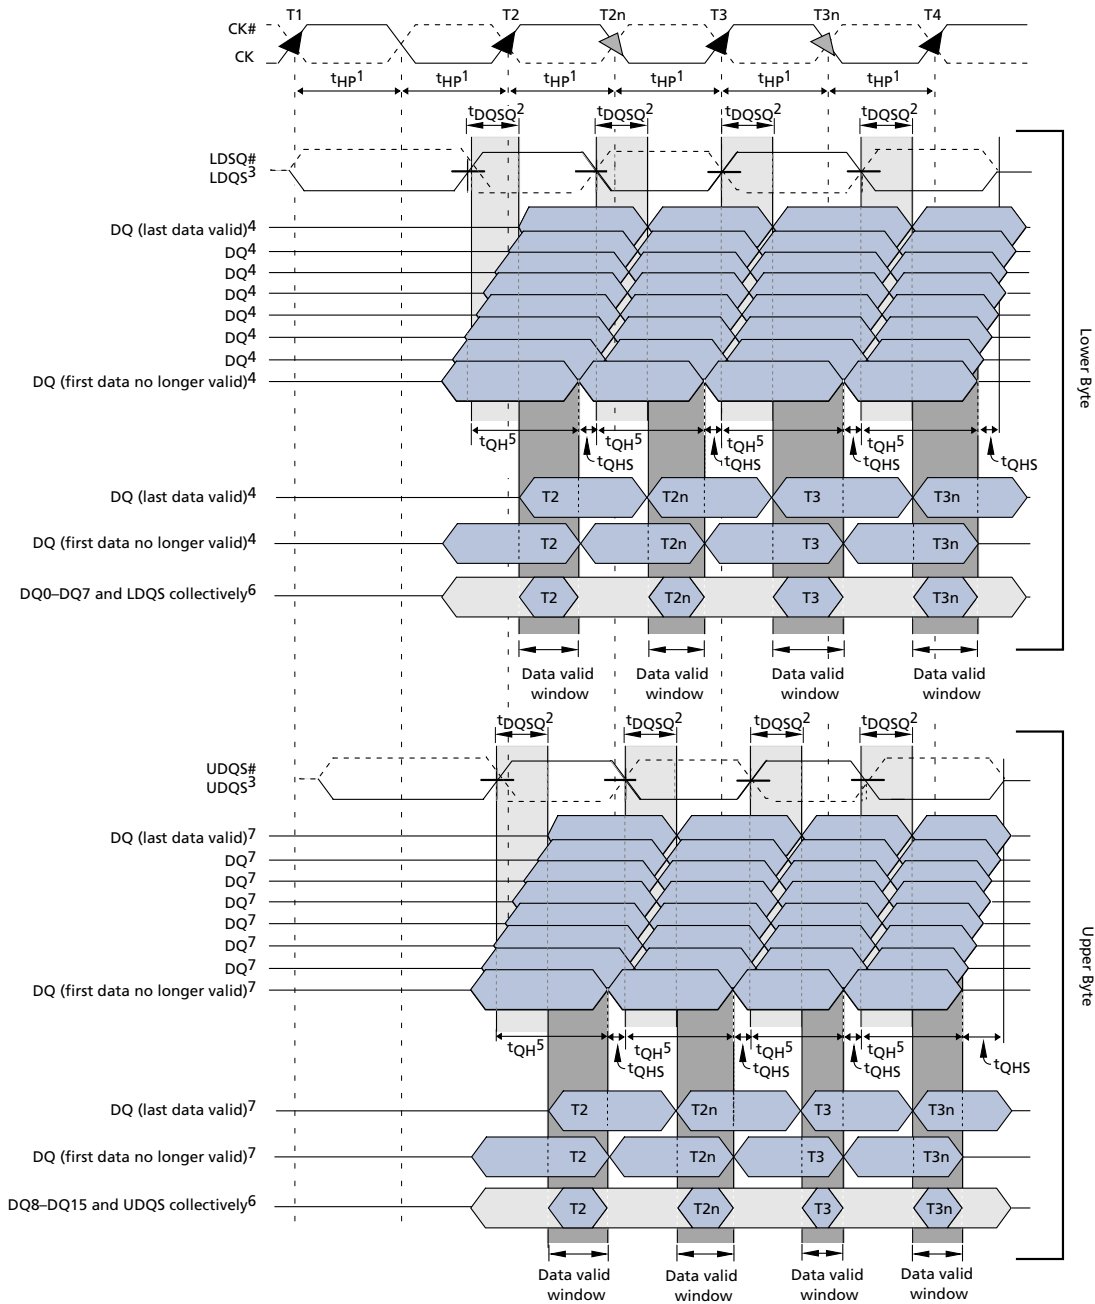 T1 T2 T2n T3 T3n T4
CK#
CK
tHP1 tHP1 tHP1 tHP1 tHP1 tHP1
tDQSQ2 tDQSQ2 tDQSQ2 tDQSQ2
LDSQ#
LDQS3
DQ (last data valid)4
DQ4
DQ4
DQ4
DQ4
DQ4
DQ4
DQ (first data no longer valid)4
Lower Byte
tQH5 tQH5 tQH5 tQH5
tQHS tQHS tQHS tQHS
DQ (last data valid)4 T2 T2n T3 T3n
DQ (first data no longer valid)4 T2 T2n T3 T3n
DQ0–DQ7 and LDQS collectively6 T2 T2n T3 T3n
Data valid Data valid Data valid Data valid
window window window window
tDQSQ2 tDQSQ2 tDQSQ2 tDQSQ2
UDQS#
UDQS3
DQ (last data valid)7
DQ7
DQ7
DQ7
DQ7
DQ7
DQ7
DQ (first data no longer valid)7
Upper Byte
tQH5 tQH5 tQH5 tQH5
tQHS tQHS tQHS tQHS
DQ (last data valid)7 T2 T2n T3 T3n
DQ (first data no longer valid)7 T2 T2n T3 T3n
DQ8–DQ15 and UDQS collectively6 T2 T2n T3 T3n
Data valid Data valid Data valid Data valid
window window window window